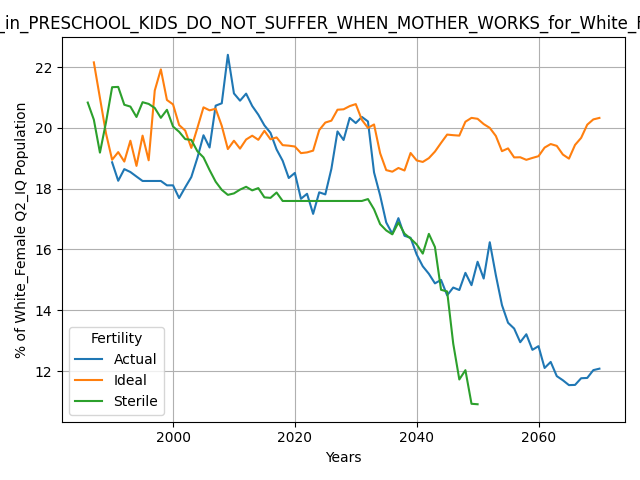 _in_PRESCHOOL_KIDS_DO_NOT_SUFFER_WHEN_MOTHER_WORKS_for_White_F
% of White_Female Q2_IQ Population
22
20
18
16
14
12
Fertility
Actual
Ideal
Sterile
2000
2020
2040
2060
Years